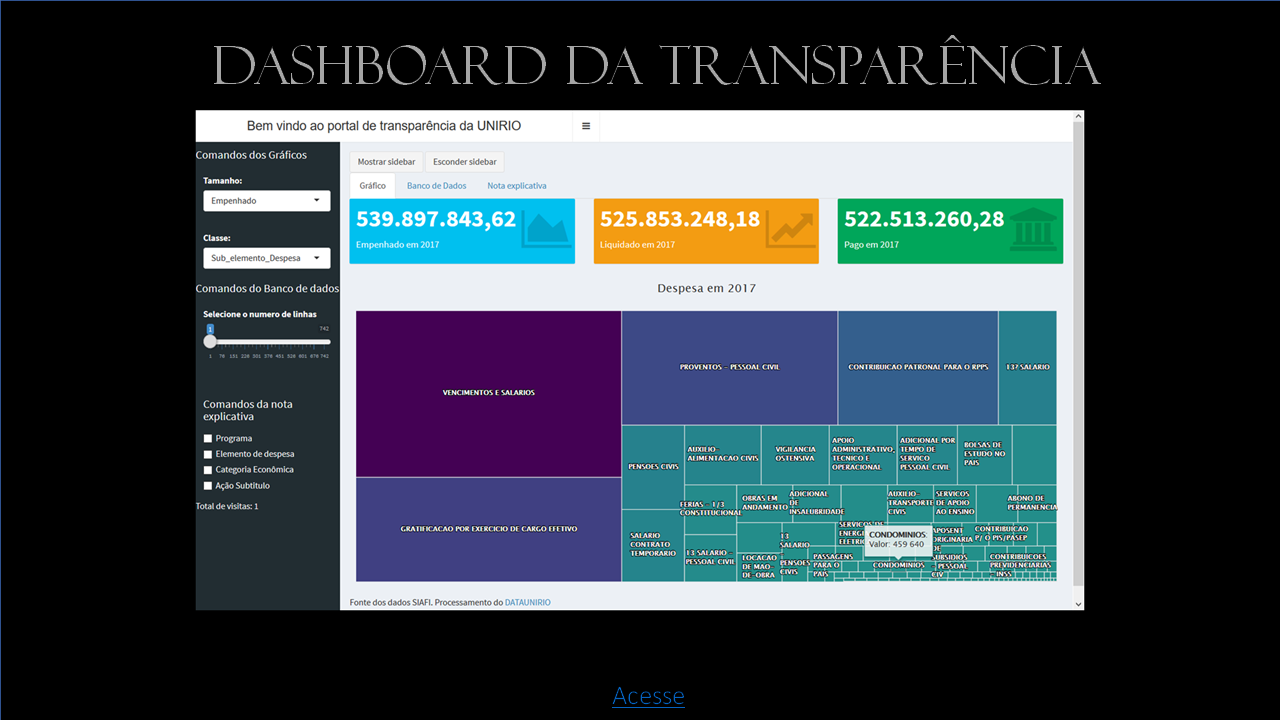 DASHBOARD DA TRANSPARÊNCIA
Bem vindo ao portal de transparência da UNIRIO
Comandos dos Gráficos
Tamanho:
Empenhado
Classe:
Sub_elemento_Despesa
Comandos do Banco de dados
Selecione o numero de linhas
1
742
Comandos da nota
explicativa
Programa
Elemento de despesa
Categoria Econômica
Ação Subtítulo
Total de visitas: 1
Mostrar sidebar
Esconder sidebar
Gráfico
Banco de Dados
Nota explicativa
539.897.843,62
Empenhado em 2017
525.853.248,18
Liquidado em 2017
522.513.260,28
Pago em 2017
Despesa em 2017
VENCIMENTOS E SALARIOS
GRATIFICACAO POR EXERCICIO DE CARGO EFETIVO
PROVENTOS - PESSOAL CIVIL
CONTRIBUICAO PATRONAL PARA O RPPS
13? SALARIO
PENSOES CIVIS
SALARIO
CONTRATO
TEMPORARIO
AUXILIO-
ALIMENTACAO CIVIS
VIGILANCIA
OSTENSIVA
APOIO
ADMINISTRATIVO,
TECNICO E
OPERACIONAL
ADICIONAL POR
TEMPO DE
SERVICO
PESSOAL CIVIL
BOLSAS DE
ESTUDO NO
PAIS
FERIAS - 1/3
CONSTITUCIONAL
13 SALARIO -
PESSOAL CIVIL
OBRAS EM
ANDAMENTO
ADICIONAL
DE
INSALUBRIDADE
AUXILIO-
TRANSPORTE
CIVIS
SERVICOS
DE APOIO
AO ENSINO
ABONO DE
PERMANENCIA
LOCACAO
DE MAO-
DE-OBRA
13
SALARIO
PENSOES
CIVIS
SERVICOS DE
PASSAGENS
PARA O
PAIS
CONDOMINIOS:
Valor: 459 640
CONDOMINIOS
CONTRIBUICAO
P/ O PIS/PASEP
SUBSIDIOS
- PESSOAL
CIV
CONTRIBUICOES
PREVIDENCIARIAS
- INSS
Fonte dos dados SIAFI. Processamento do DATAUNIRIO
Acesse